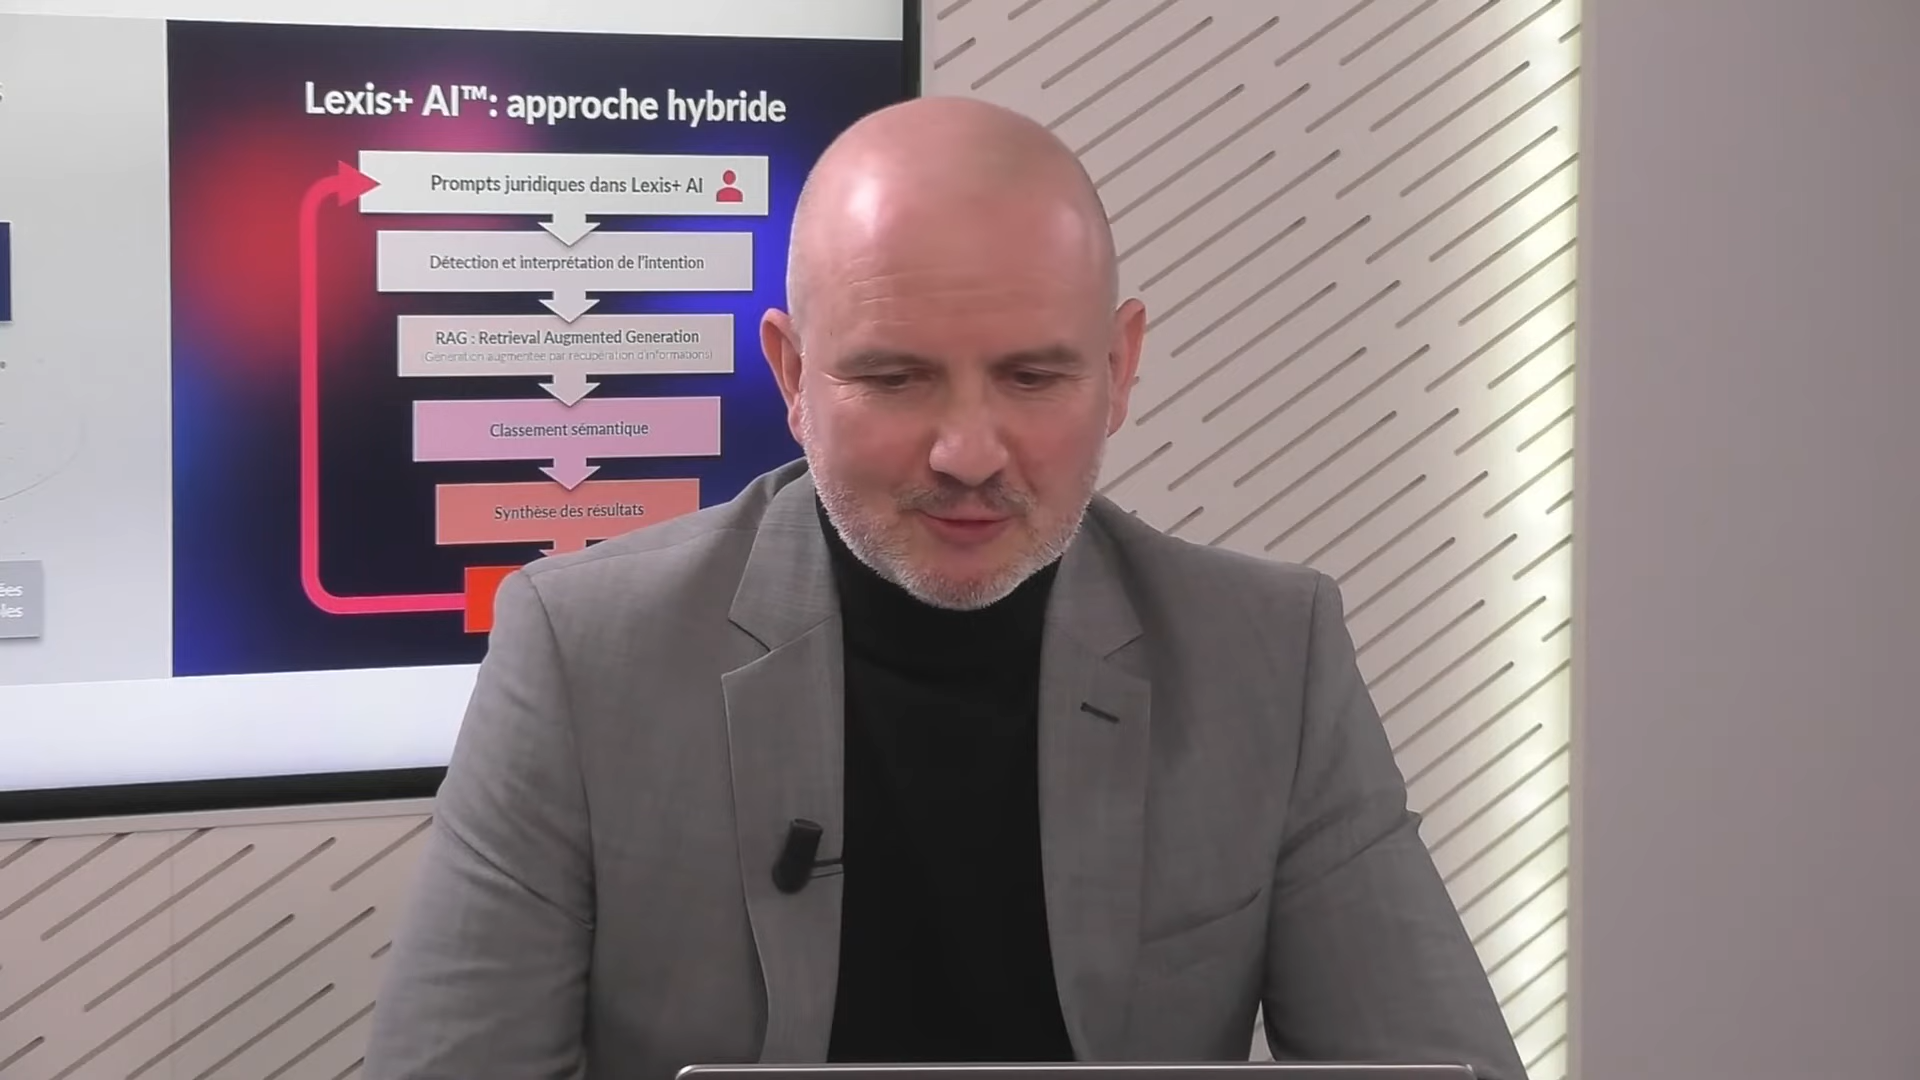 Lexis+ AI™: approche hybride
Prompts juridiques dans Lexis+ AI
Détection et interprétation de l'intention
RAG : Retrieval Augmented Generation
(Génération augmentée par récupération d'informations)
Classement sémantique
Synthèse des résultats